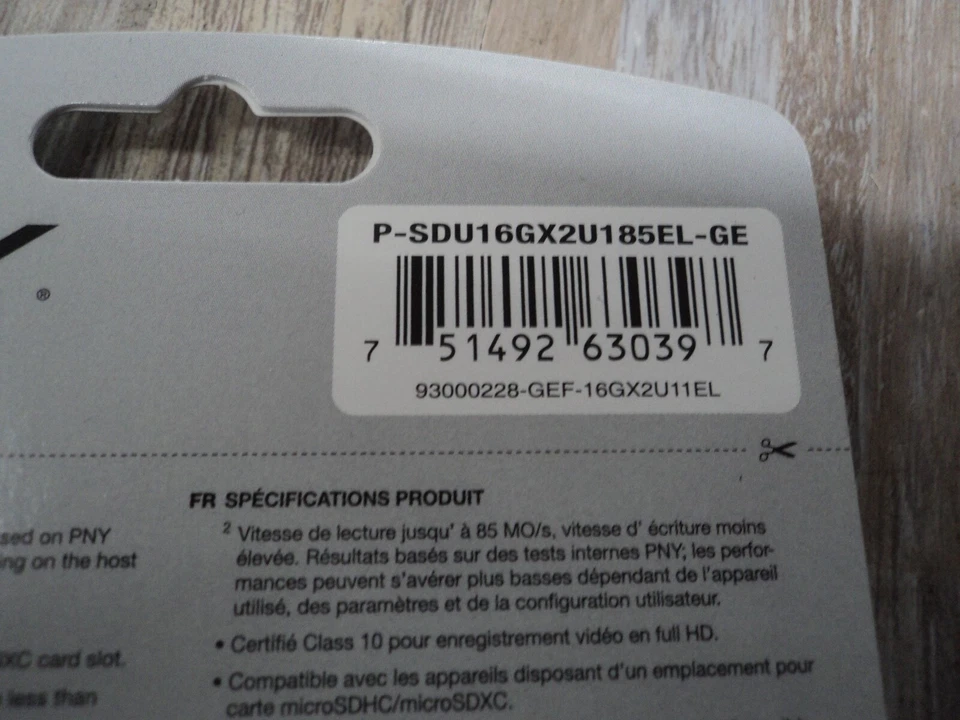 ®
P-SDU16GX2U185EL-GE
7 51492 63039 7
93000228-GEF-16GX2U11EL
sed on PNY
ing on the host
XC card slot.
less than
FR SPÉCIFICATIONS PRODUIT
2 Vitesse de lecture jusqu' à 85 MO/s, vitesse d' écriture moins
élevée. Résultats basés sur des tests internes PNY; les perfor-
mances peuvent s'avérer plus basses dépendant de l'appareil
utilisé, des paramètres et de la configuration utilisateur.
• Certifié Class 10 pour enregistrement vidéo en full HD.
• Compatible avec les appareils disposant d'un emplacement pour
carte microSDHC/microSDXC.